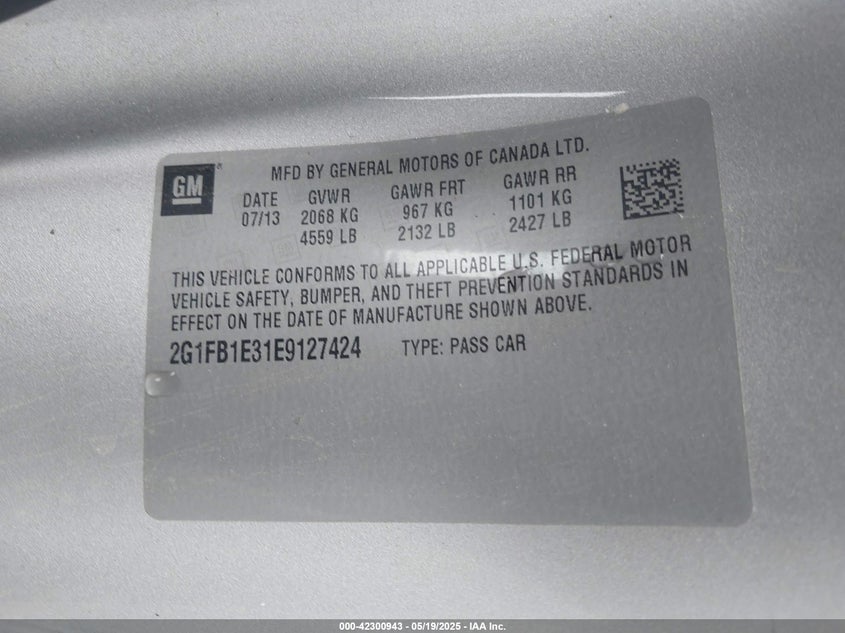 GM
MFD BY GENERAL MOTORS OF CANADA LTD.
DATE GVWR GAWR FRT GAWR RR
07/13 2068 KG 967 KG 1101 KG
4559 LB 2132 LB 2427 LB
THIS VEHICLE CONFORMS TO ALL APPLICABLE U.S. FEDERAL MOTOR
VEHICLE SAFETY, BUMPER, AND THEFT PREVENTION STANDARDS IN
EFFECT ON THE DATE OF MANUFACTURE SHOWN ABOVE.
2G1FB1E31E9127424 TYPE: PASS CAR
000-42300943 - 05/19/2025 - IAA Inc.